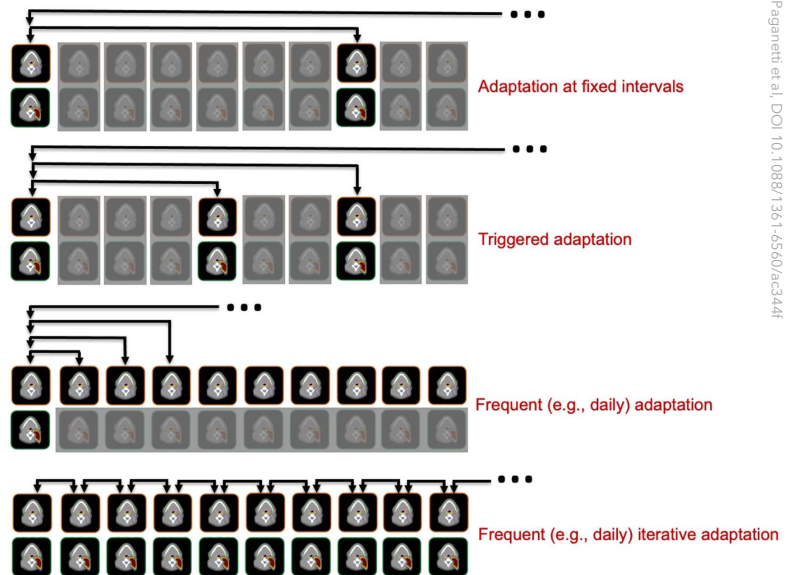 Adaptation at fixed intervals
Triggered adaptation
Frequent (e.g., daily) adaptation
Frequent (e.g., daily) iterative adaptation
Paganetti et al, DOI 10.1088/1361-6560/ac344f